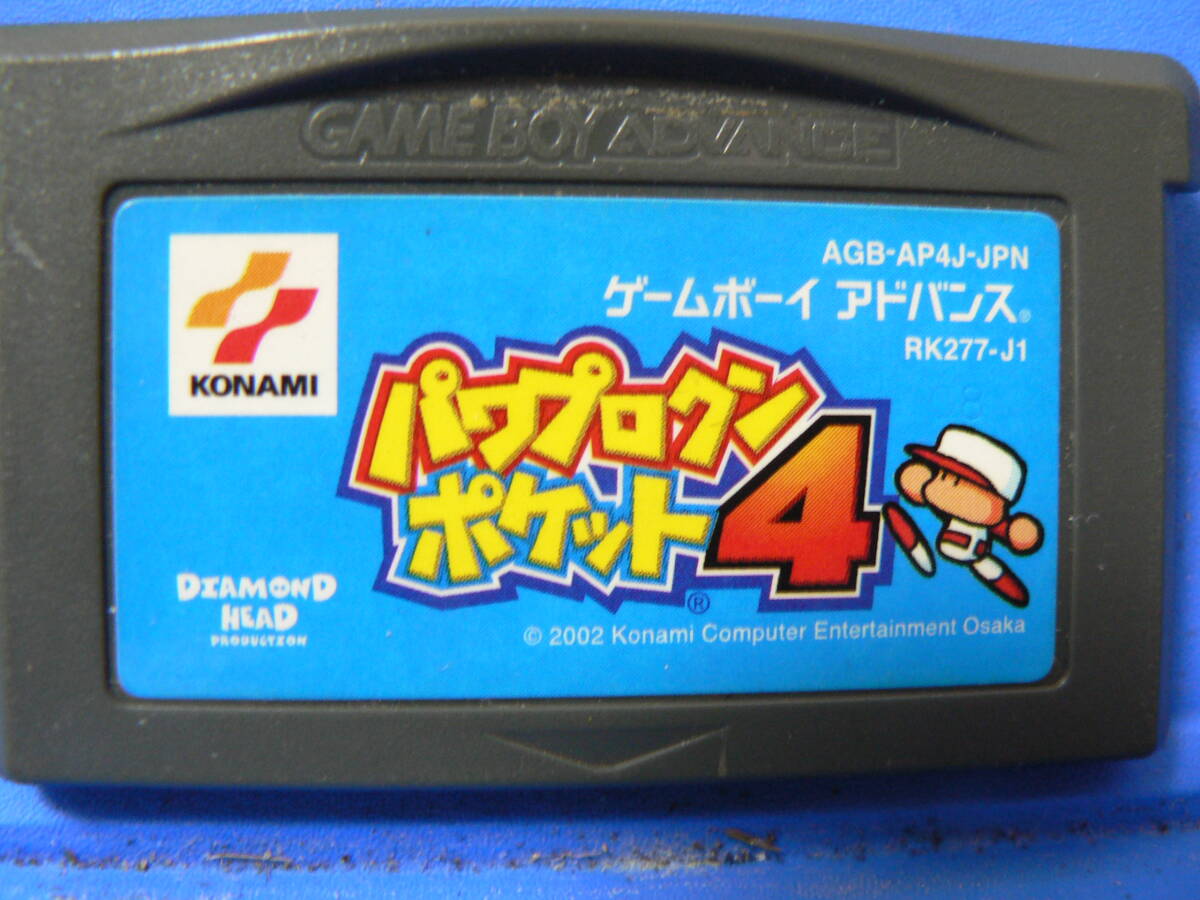 GAME BOY ADVANCE
KONAMI
AGB-AP4J-JPN
ゲームボーイ アドバンス®
RK277-J1
パワプロクン
ポケット4®
DIAMOND
HEAD
PRODUCTION
© 2002 Konami Computer Entertainment Osaka